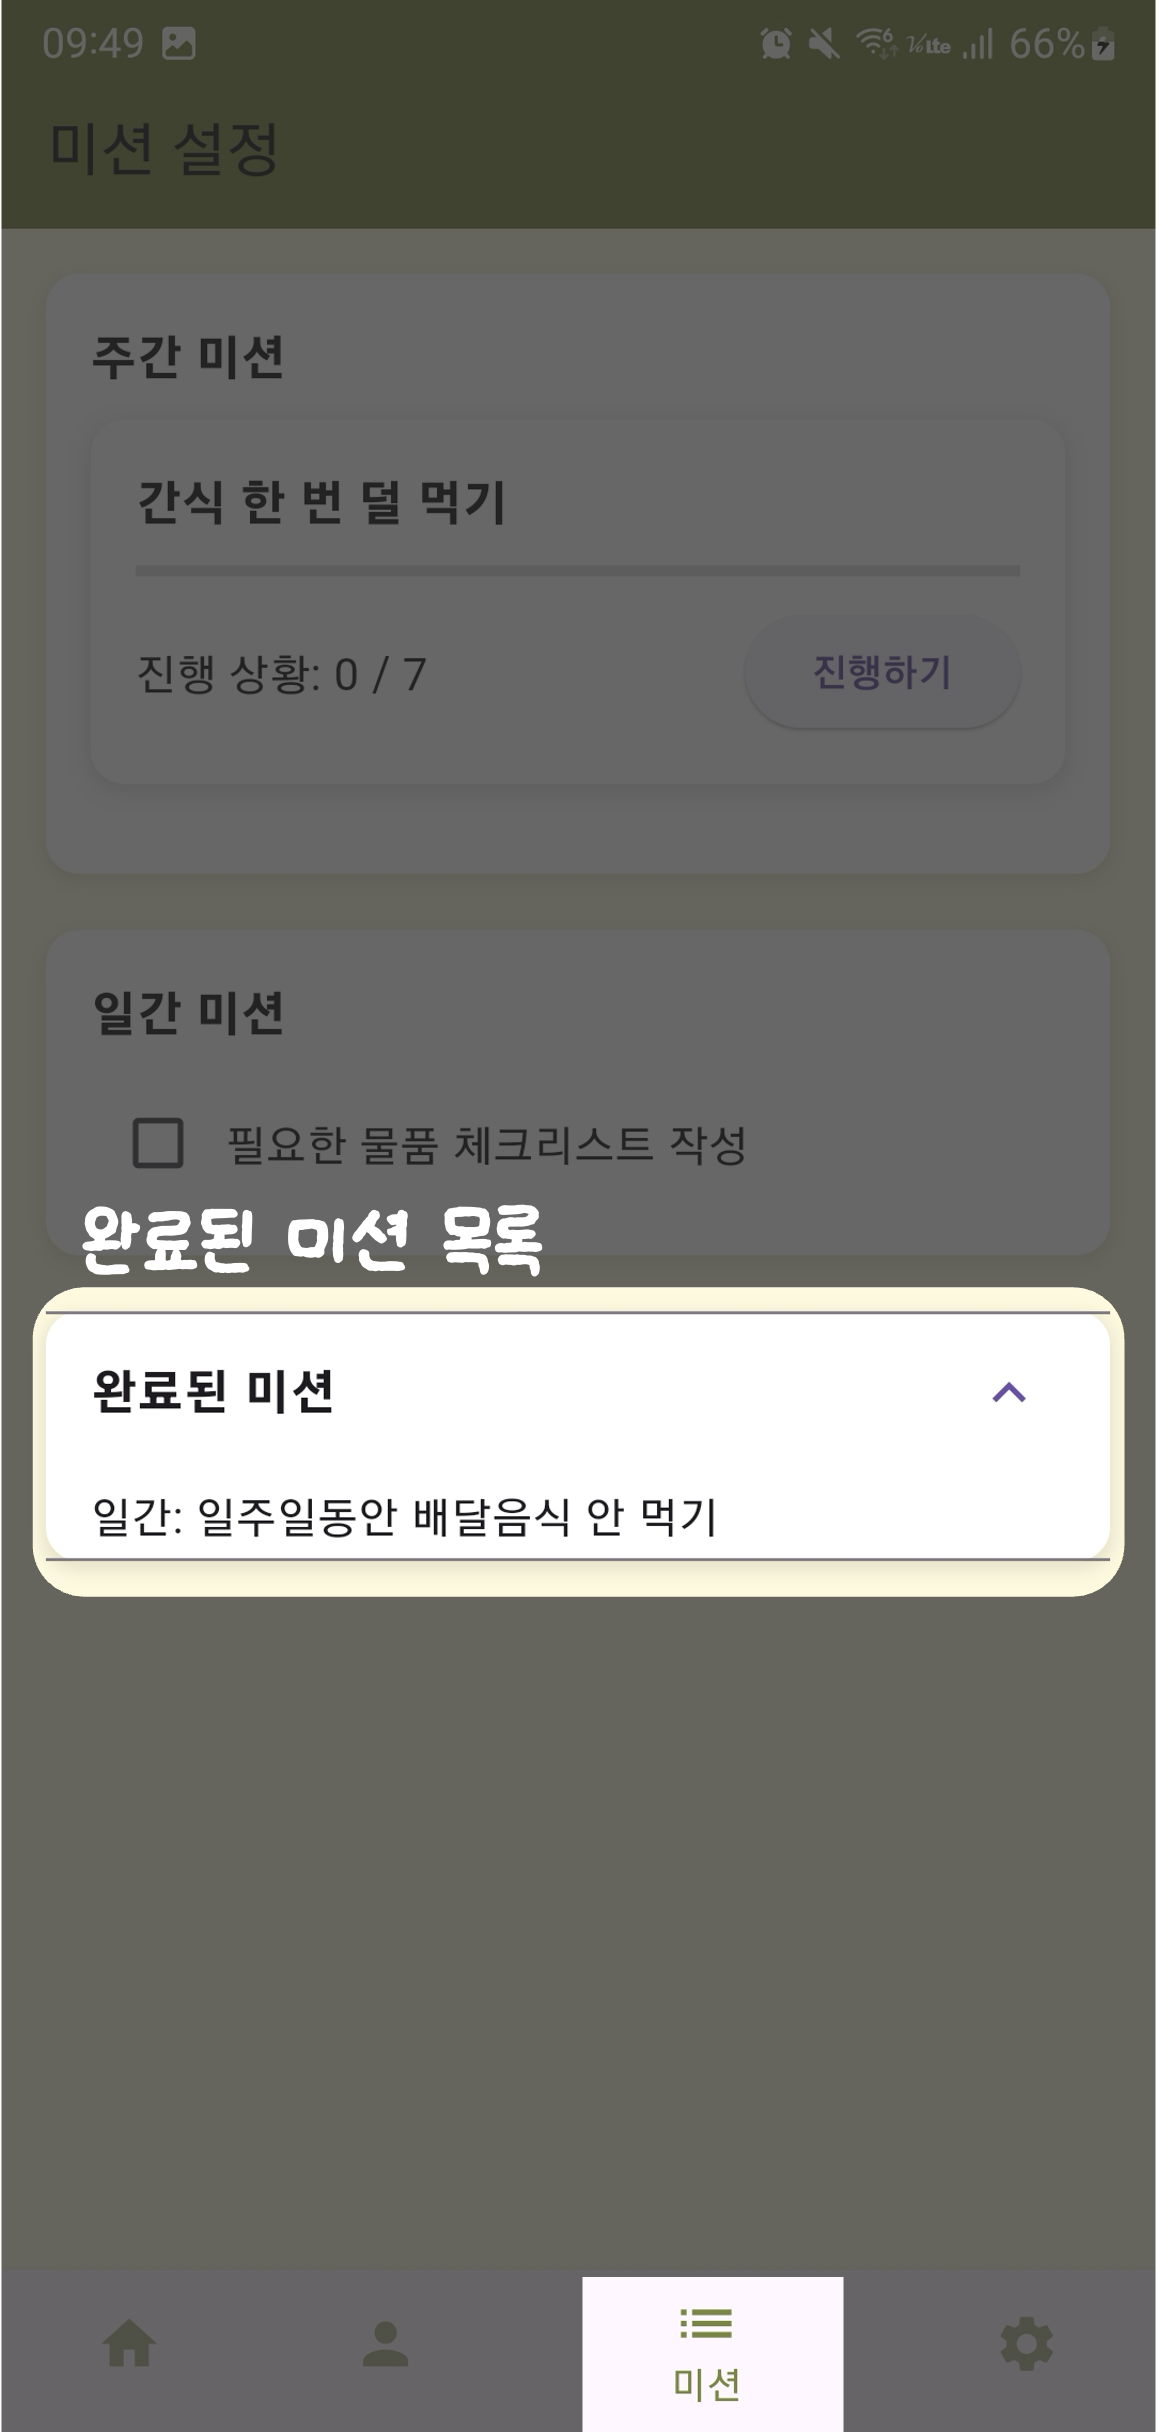 09:49 6 VoLte 66%
미션 설정
주간 미션
간식 한 번 덜 먹기
진행 상황: 0 / 7 진행하기
일간 미션
필요한 물품 체크리스트 작성
완료된 미션 목록
완료된 미션
일간: 일주일동안 배달음식 안 먹기
미션